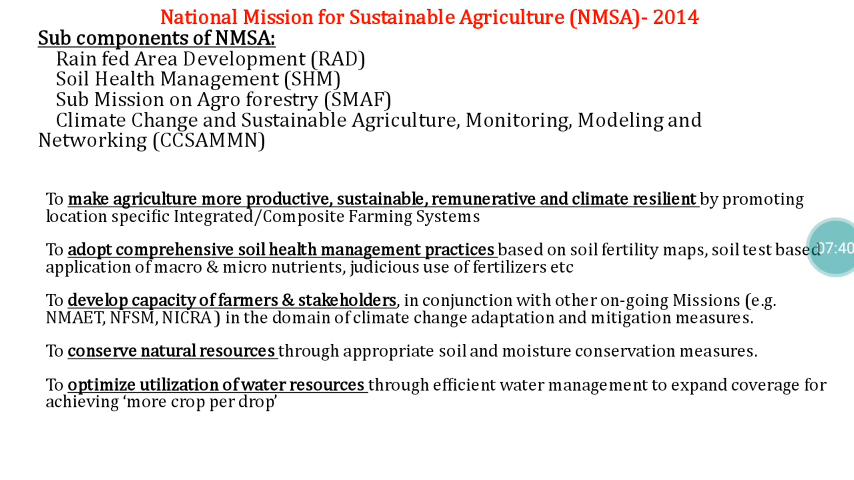 National Mission for Sustainable Agriculture (NMSA)- 2014
Sub components of NMSA:
Rain fed Area Development (RAD)
Soil Health Management (SHM)
Sub Mission on Agro forestry (SMAF)
Climate Change and Sustainable Agriculture, Monitoring, Modeling and
Networking (CCSAMMN)
To make agriculture more productive, sustainable, remunerative and climate resilient by promoting
location specific Integrated/Composite Farming Systems
To adopt comprehensive soil health management practices based on soil fertility maps, soil test based
application of macro & micro nutrients, judicious use of fertilizers etc
07:40
To develop capacity of farmers & stakeholders, in conjunction with other on-going Missions (e.g.
NMAET, NFSM, NICRA ) in the domain of climate change adaptation and mitigation measures.
To conserve natural resources through appropriate soil and moisture conservation measures.
To optimize utilization of water resources through efficient water management to expand coverage for
achieving ‘more crop per drop’